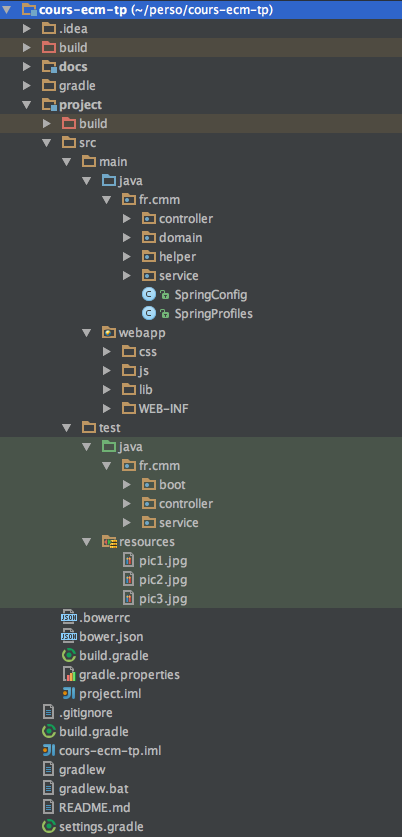 cours-ecm-tp (~/perso/cours-ecm-tp)
.idea
build
docs
gradle
project
build
src
main
java
fr.cmm
controller
domain
helper
service
SpringConfig
SpringProfiles
webapp
css
js
lib
WEB-INF
test
java
fr.cmm
boot
controller
service
resources
pic1.jpg
pic2.jpg
pic3.jpg
.bowerrc
bower.json
build.gradle
gradle.properties
project.iml
.gitignore
build.gradle
cours-ecm-tp.iml
gradlew
gradlew.bat
README.md
settings.gradle